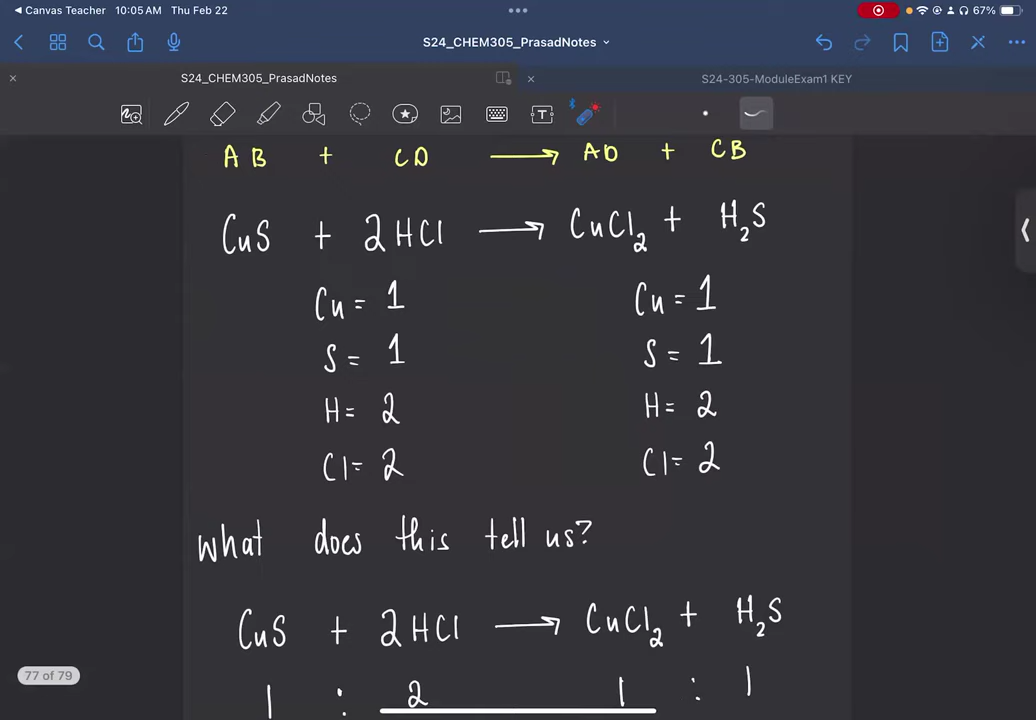 Canvas Teacher 10:05 AM Thu Feb 22 67%
S24_CHEM305_PrasadNotes
S24_CHEM305_PrasadNotes S24-305-ModuleExam1 KEY
AB + CD → AD + CB
CuS + 2HCl → CuCl₂ + H₂S
Cu = 1 Cu = 1
S = 1 S = 1
H = 2 H = 2
Cl = 2 Cl = 2
What does this tell us?
CuS + 2HCl → CuCl₂ + H₂S
77 of 79
1 : 2 1 : 1